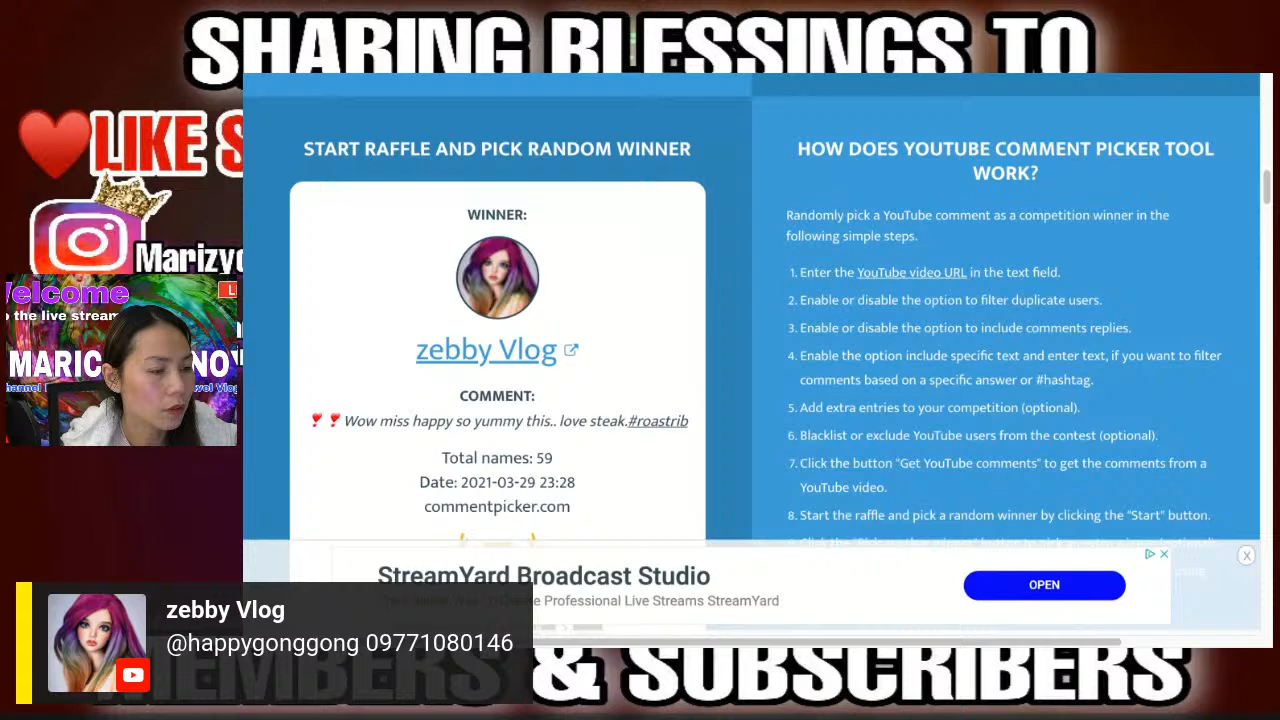 SHARING BLESSINGS TO
LIKE S
Marizyo
Welcome
to the live stream
MARIC
NO
START RAFFLE AND PICK RANDOM WINNER
WINNER:
zebby Vlog
COMMENT:
Wow miss happy so yummy this.. love steak.#roastrib
Total names: 59
Date: 2021-03-29 23:28
commentpicker.com
HOW DOES YOUTUBE COMMENT PICKER TOOL
WORK?
Randomly pick a YouTube comment as a competition winner in the
following simple steps.
1. Enter the YouTube video URL in the text field.
2. Enable or disable the option to filter duplicate users.
3. Enable or disable the option to include comments replies.
4. Enable the option include specific text and enter text, if you want to filter
comments based on a specific answer or #hashtag.
5. Add extra entries to your competition (optional).
6. Blacklist or exclude YouTube users from the contest (optional).
7. Click the button "Get YouTube comments" to get the comments from a
YouTube video.
8. Start the raffle and pick a random winner by clicking the "Start" button.
StreamYard Broadcast Studio
Professional Live Streams StreamYard
OPEN
zebby Vlog
@happygonggong 09771080146
MEMBERS & SUBSCRIBERS